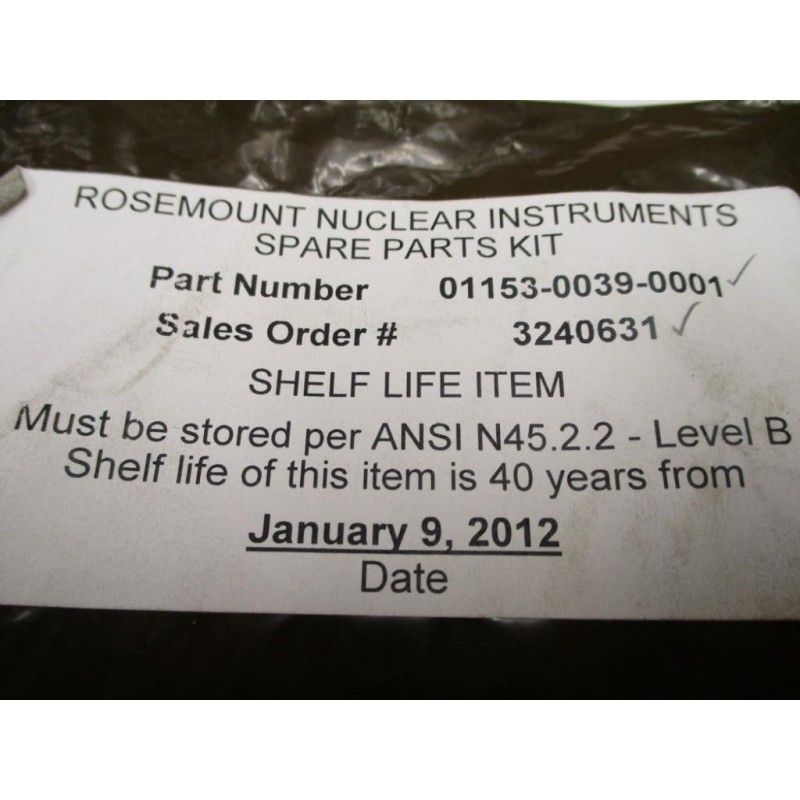 ROSEMOUNT NUCLEAR INSTRUMENTS
SPARE PARTS KIT
Part Number 01153-0039-0001
Sales Order # 3240631
SHELF LIFE ITEM
Must be stored per ANSI N45.2.2 - Level B
Shelf life of this item is 40 years from
January 9, 2012
Date